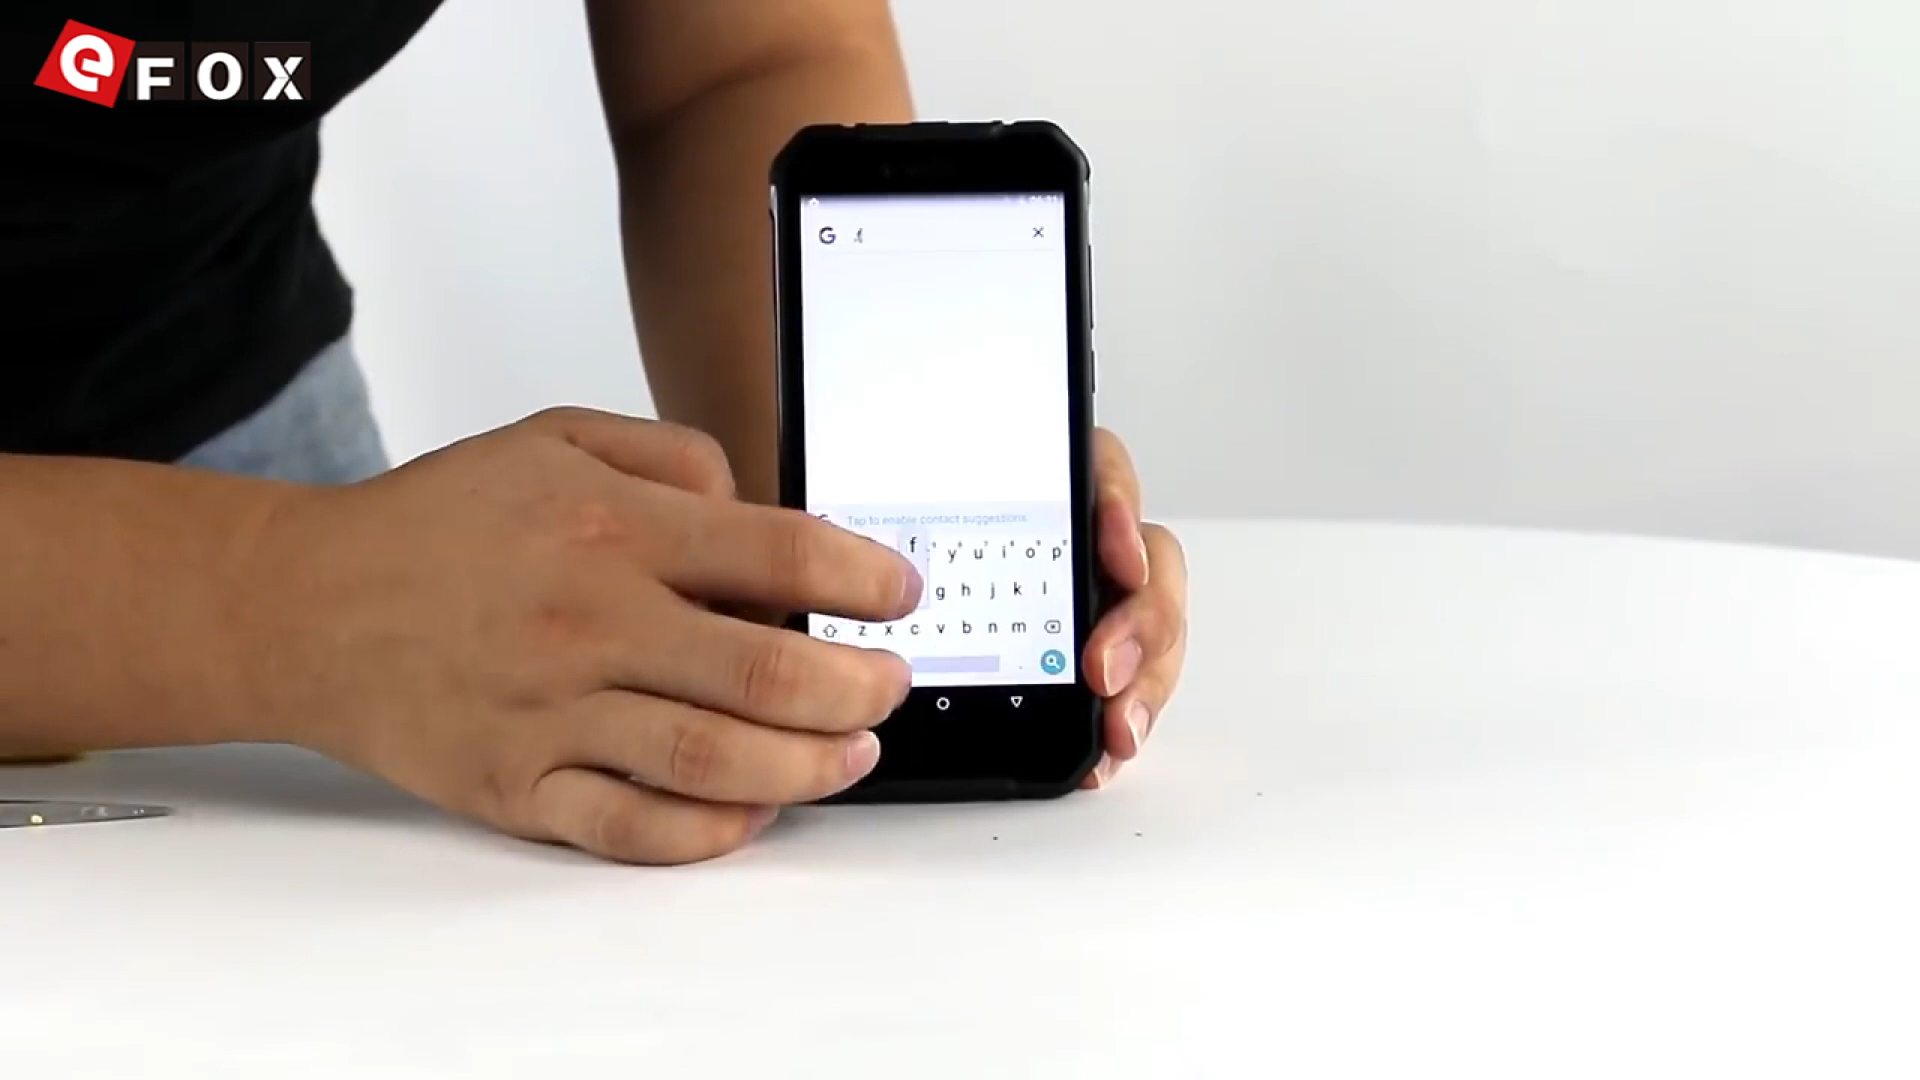 eFOX
G
Tap to enable contact suggestions
f
y u i o p
g h j k l
z x c v b n m